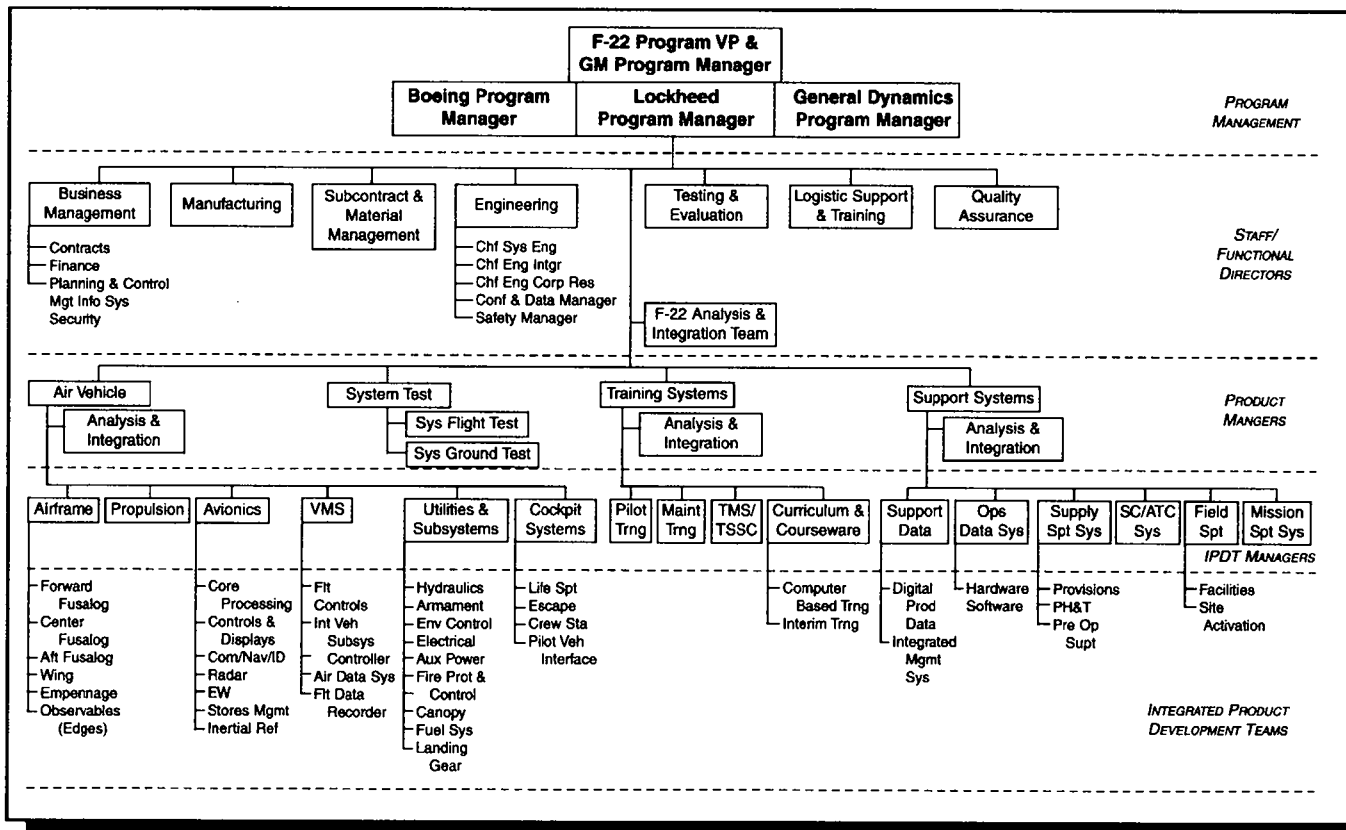 F-22 Program VP &
GM Program Manager
Boeing Program
Manager
Lockheed
Program Manager
General Dynamics
Program Manager
PROGRAM
MANAGEMENT
Business
Management
Manufacturing
Subcontract &
Material
Management
Engineering
Testing &
Evaluation
Logistic Support
& Training
Quality
Assurance
Contracts
Finance
Planning & Control
Mgt Info Sys
Security
Chf Sys Eng
Chf Eng Intgr
Chf Eng Corp Res
Conf & Data Manager
Safety Manager
F-22 Analysis &
Integration Team
STAFF/
FUNCTIONAL
DIRECTORS
Air Vehicle
Analysis &
Integration
System Test
Sys Flight Test
Sys Ground Test
Training Systems
Analysis &
Integration
Support Systems
Analysis &
Integration
PRODUCT
MANGERS
Airframe
Propulsion
Avionics
VMS
Utilities &
Subsystems
Cockpit
Systems
Pilot
Trng
Maint
Trng
TMS/
TSSC
Curriculum &
Courseware
Support
Data
Ops
Data Sys
Supply
Spt Sys
SC/ATC
Sys
Field
Spt
Mission
Spt Sys
IPDT MANAGERS
Forward
Fusalog
Center
Fusalog
Aft Fusalog
Wing
Empennage
Observables
(Edges)
Core
Processing
Controls &
Displays
Com/Nav/ID
Radar
EW
Stores Mgmt
Inertial Ref
Flt
Controls
Int Veh
Subsys
Controller
Air Data Sys
Flt Data
Recorder
Hydraulics
Armament
Env Control
Electrical
Aux Power
Fire Prot &
Control
Canopy
Fuel Sys
Landing
Gear
Life Spt
Escape
Crew Sta
Pilot Veh
Interface
Computer
Based Trng
Interim Trng
Digital
Prod
Data
Integrated
Mgmt
Sys
Hardware
Software
Provisions
PH&T
Pre Op
Supt
Facilities
Site
Activation
INTEGRATED PRODUCT
DEVELOPMENT TEAMS